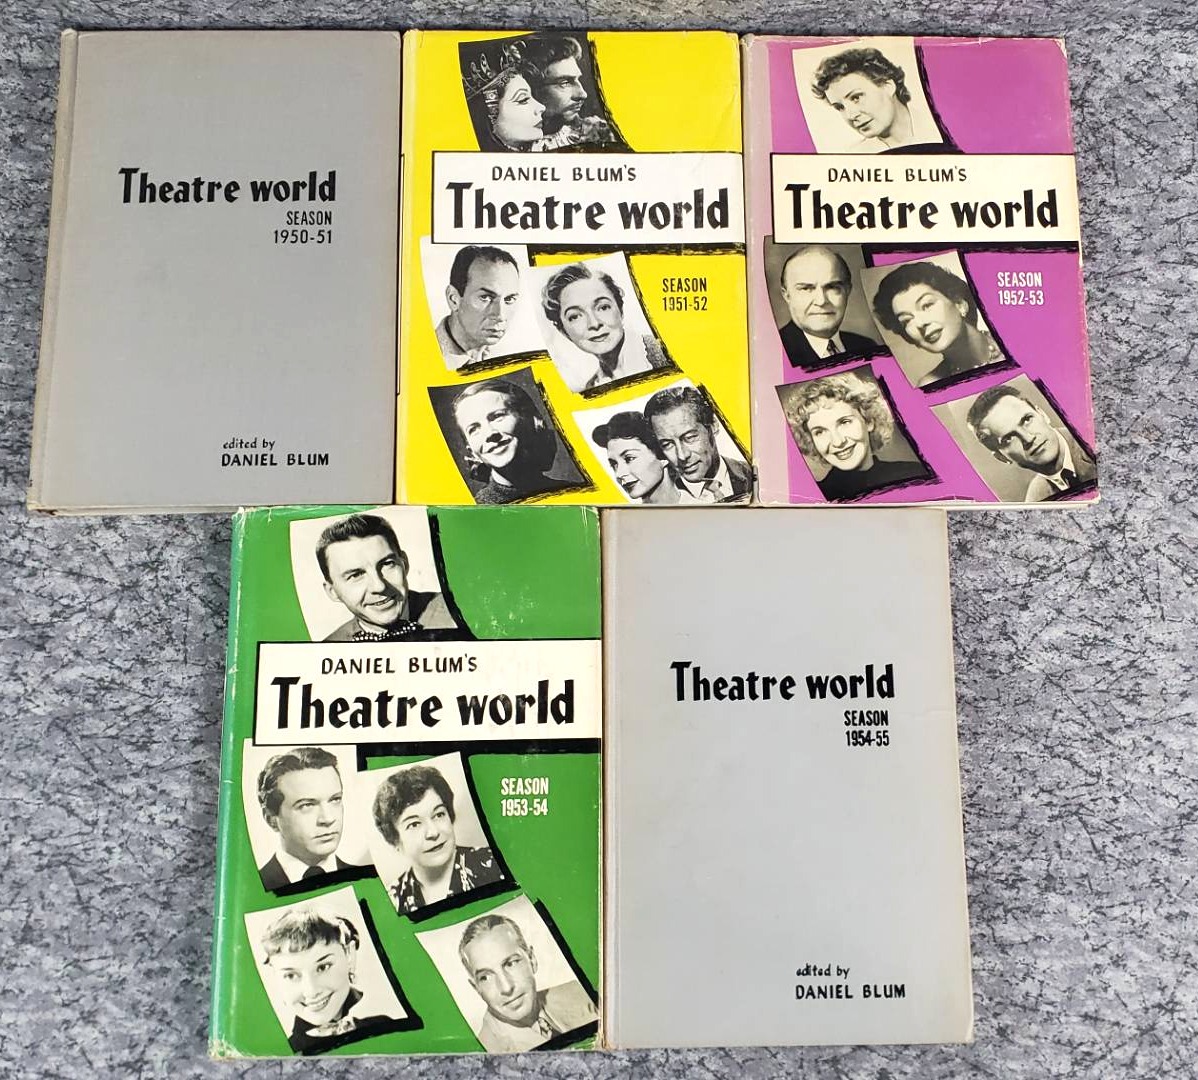 Theatre world
SEASON
1950-51
edited by
DANIEL BLUM
DANIEL BLUM'S
Theatre world
SEASON
1951-52
DANIEL BLUM'S
Theatre world
SEASON
1952-53
DANIEL BLUM'S
Theatre world
SEASON
1953-54
Theatre world
SEASON
1954-55
edited by
DANIEL BLUM